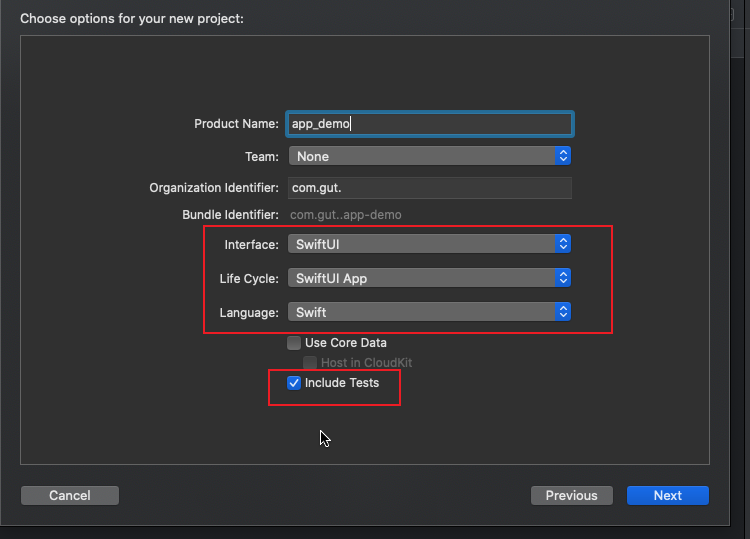 Choose options for your new project:
Product Name: app_demo
Team: None
Organization Identifier: com.gut.
Bundle Identifier: com.gut..app-demo
Interface: SwiftUI
Life Cycle: SwiftUI App
Language: Swift
Use Core Data
Host in CloudKit
Include Tests
Cancel Previous Next